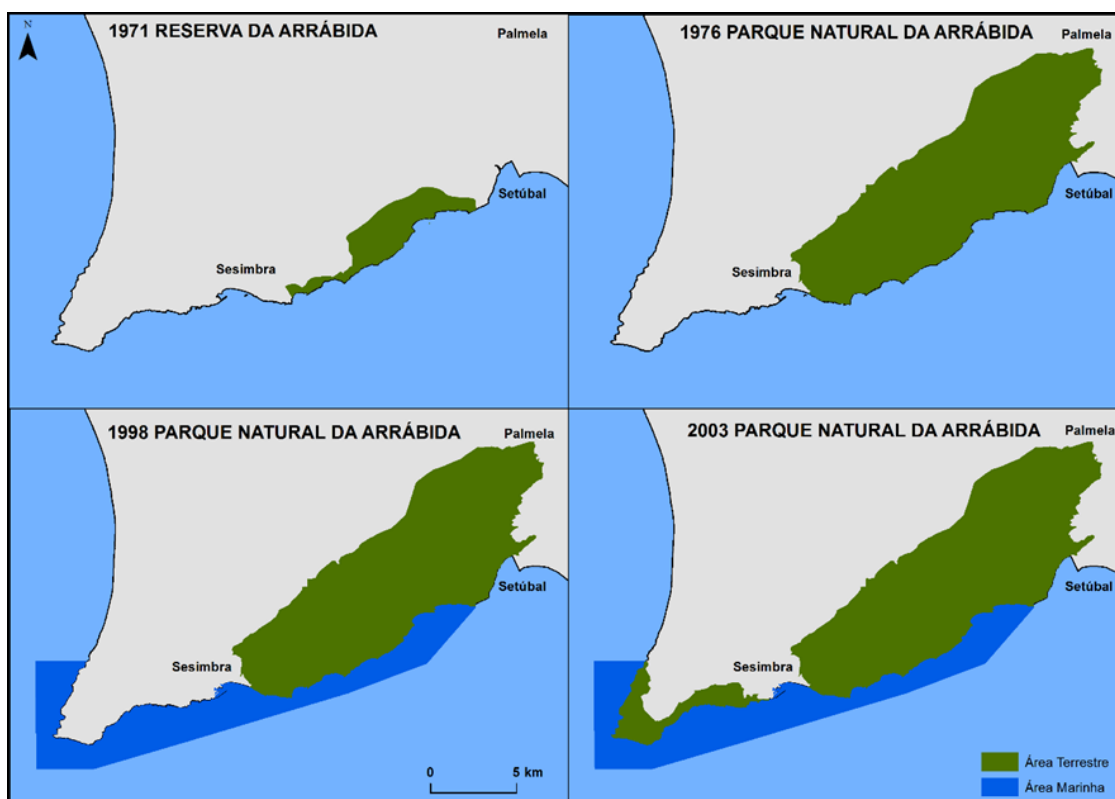 N
1971 RESERVA DA ARRÁBIDA
Palmela
Setúbal
Sesimbra
1976 PARQUE NATURAL DA ARRÁBIDA
Palmela
Setúbal
Sesimbra
1998 PARQUE NATURAL DA ARRÁBIDA
Palmela
Setúbal
Sesimbra
0 5 km
2003 PARQUE NATURAL DA ARRÁBIDA
Palmela
Setúbal
Sesimbra
Área Terrestre
Área Marinha